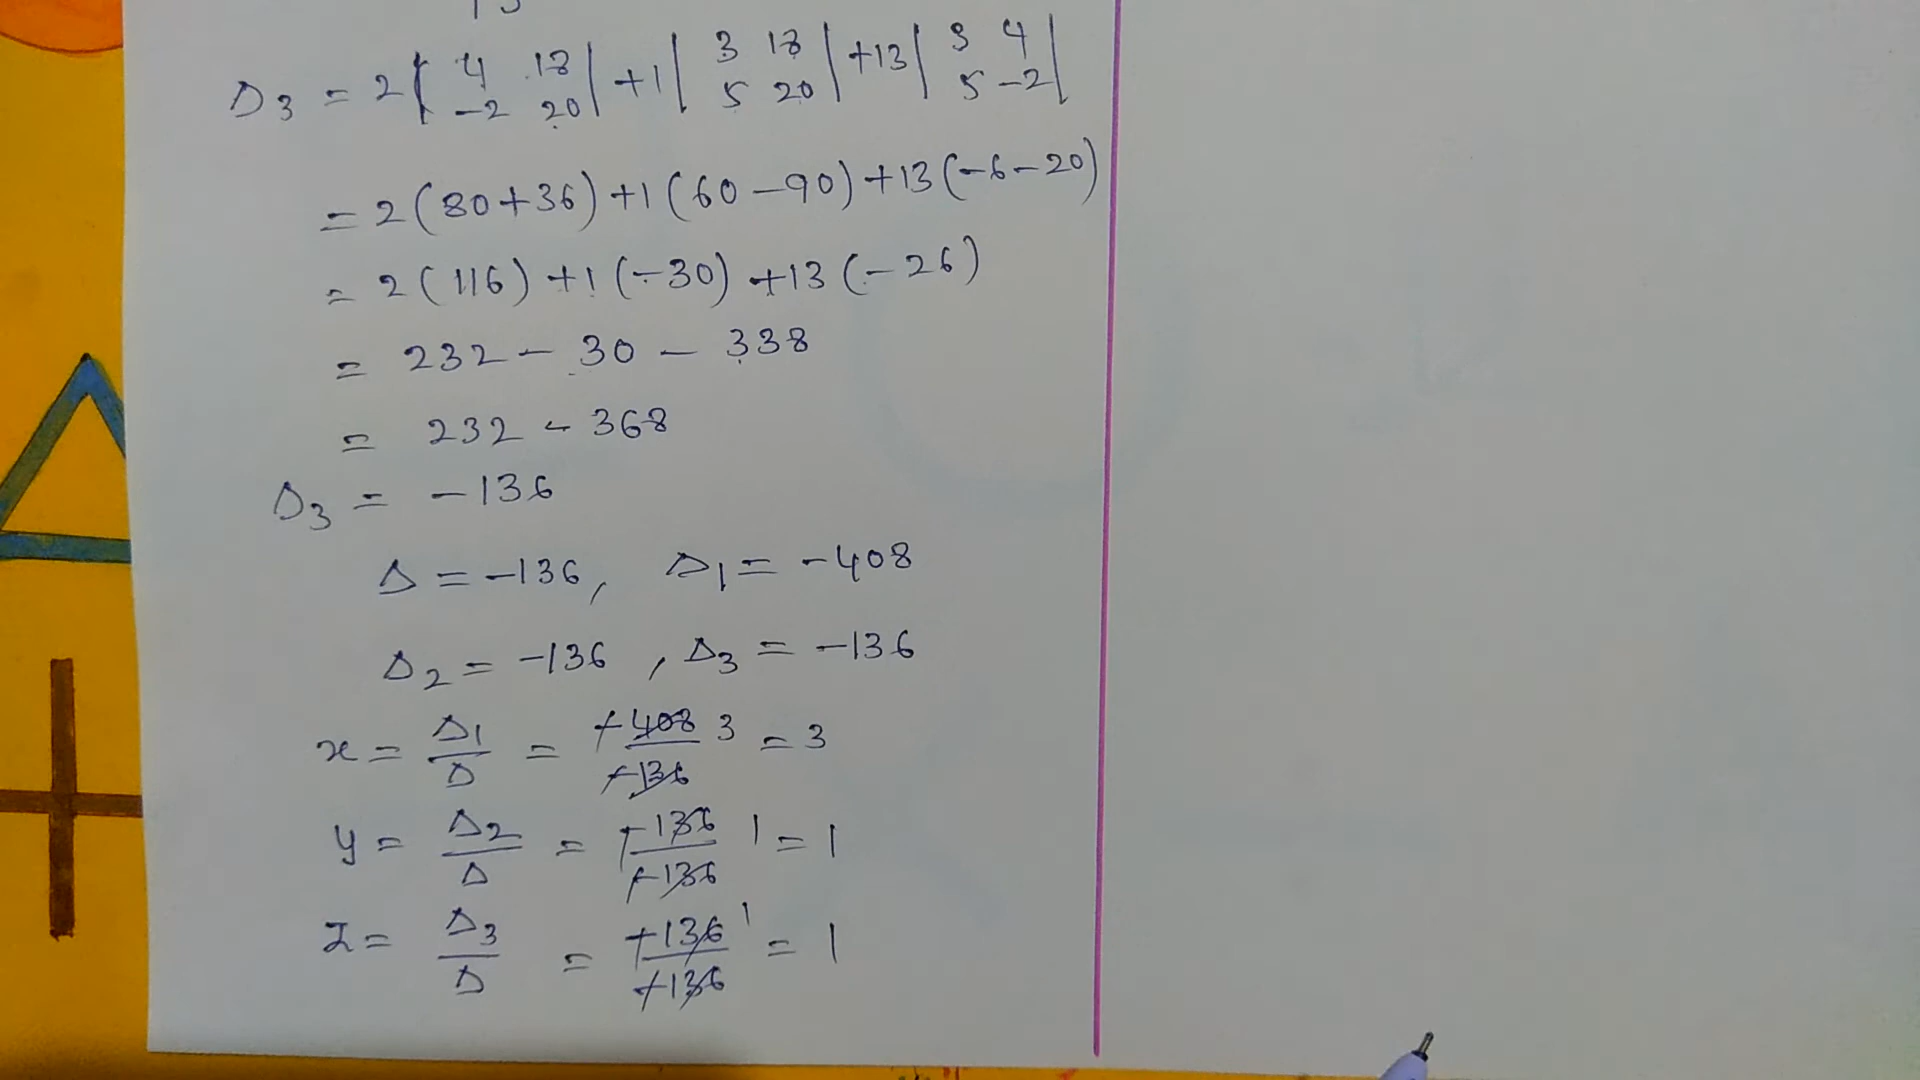 Δ3 = 2 | 4 18 | + 1 | 3 18 | + 13 | 3 4 |
| -2 20 | | 5 20 | | 5 -2 |
= 2 (80 + 36) + 1 (60 - 90) + 13 (-6 - 20)
= 2 (116) + 1 (-30) + 13 (-26)
= 232 - 30 - 338
= 232 - 368
Δ3 = -136
Δ = -136, Δ1 = -408
Δ2 = -136, Δ3 = -136
x = Δ1/Δ = -408/-136 3 = 3
y = Δ2/Δ = -136/-136 1 = 1
z = Δ3/Δ = -136/-136 1 = 1